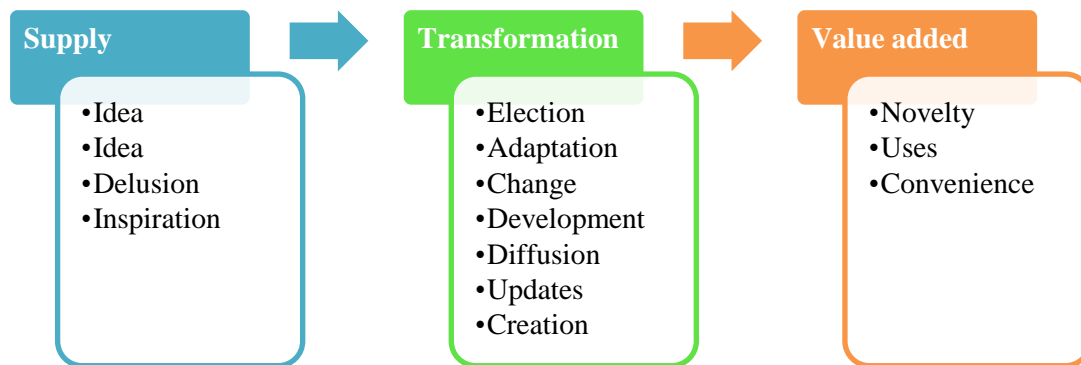 Supply
•Idea
•Idea
•Delusion
•Inspiration
Transformation
•Election
•Adaptation
•Change
•Development
•Diffusion
•Updates
•Creation
Value added
•Novelty
•Uses
•Convenience